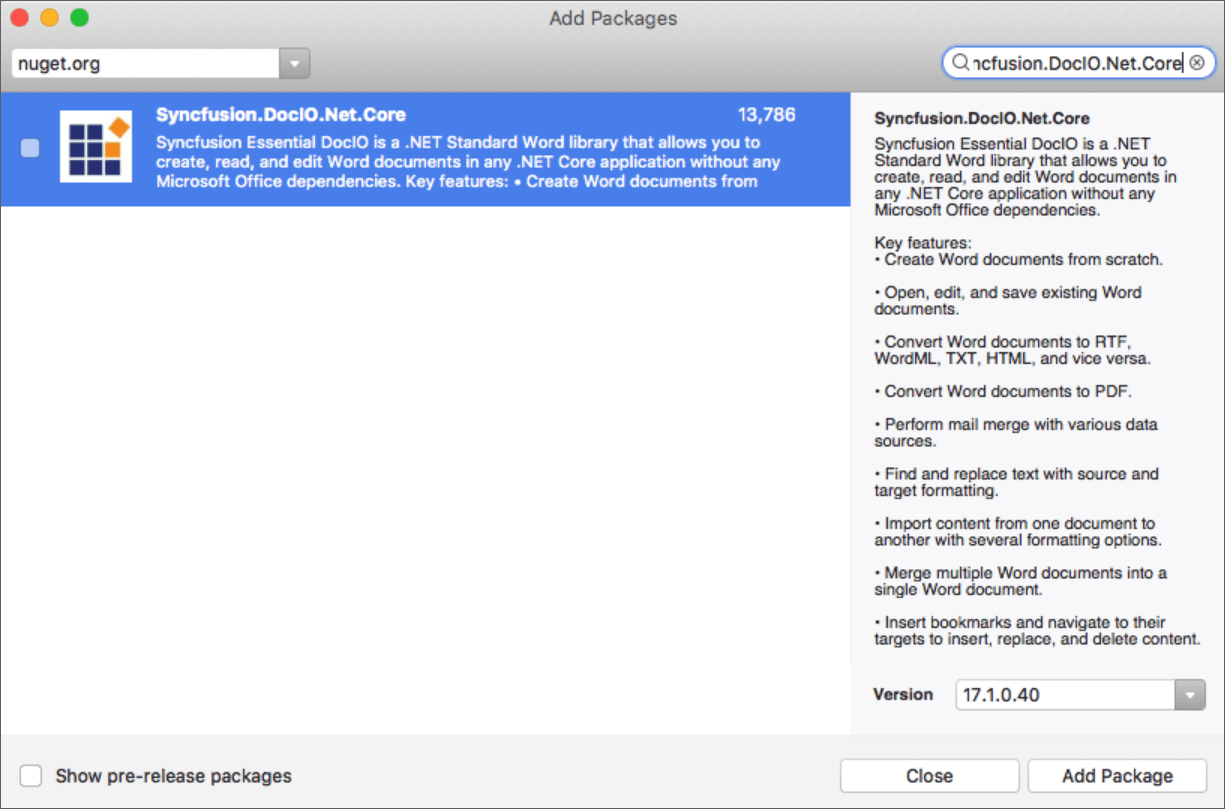 Add Packages
nuget.org
ncfusion.DocIO.Net.Core
Syncfusion.DocIO.Net.Core 13,786
Syncfusion Essential DocIO is a .NET Standard Word library that allows you to
create, read, and edit Word documents in any .NET Core application without any
Microsoft Office dependencies. Key features: • Create Word documents from
Syncfusion.DocIO.Net.Core
Syncfusion Essential DocIO is a .NET
Standard Word library that allows you to
create, read, and edit Word documents in
any .NET Core application without any
Microsoft Office dependencies.
Key features:
• Create Word documents from scratch.
• Open, edit, and save existing Word
documents.
• Convert Word documents to RTF,
WordML, TXT, HTML, and vice versa.
• Convert Word documents to PDF.
• Perform mail merge with various data
sources.
• Find and replace text with source and
target formatting.
• Import content from one document to
another with several formatting options.
• Merge multiple Word documents into a
single Word document.
• Insert bookmarks and navigate to their
targets to insert, replace, and delete content.
Version 17.1.0.40
Show pre-release packages
Close
Add Package